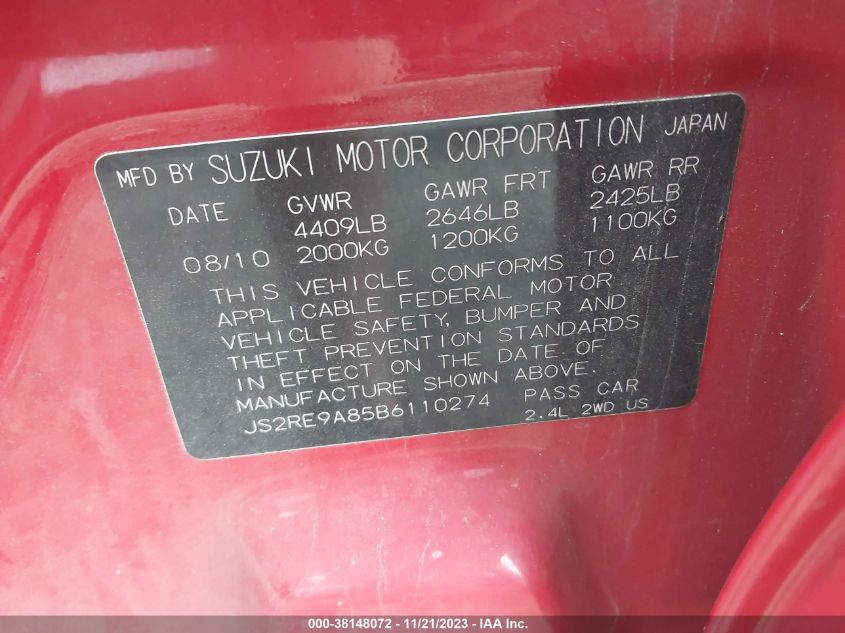 MFD BY SUZUKI MOTOR CORPORATION JAPAN
DATE GVWR GAWR FRT GAWR RR
4409LB 2646LB 2425LB
08/10 2000KG 1200KG 1100KG
THIS VEHICLE CONFORMS TO ALL
APPLICABLE FEDERAL MOTOR
VEHICLE SAFETY, BUMPER AND
THEFT PREVENTION STANDARDS
IN EFFECT ON THE DATE OF
MANUFACTURE SHOWN ABOVE.
JS2RE9A85B6110274 PASS CAR
2.4L 2WD US
000-38148072 - 11/21/2023 - IAA Inc.